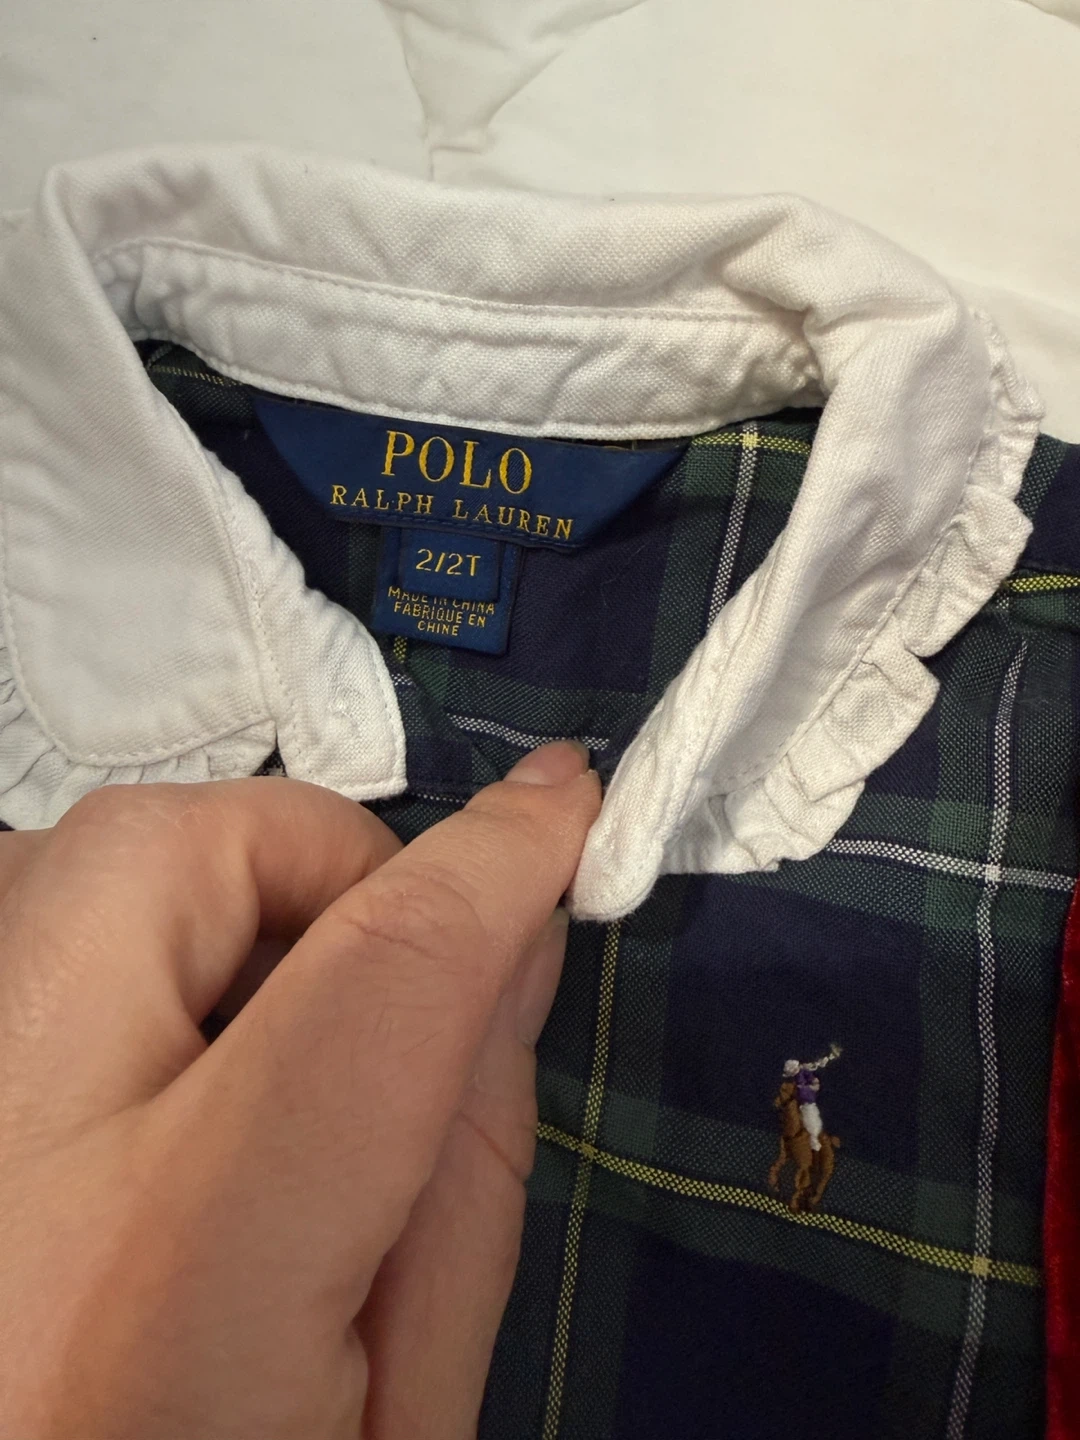 POLO
RALPH LAUREN
2/2T
MADE IN CHINA
FABRIQUE EN
CHINE